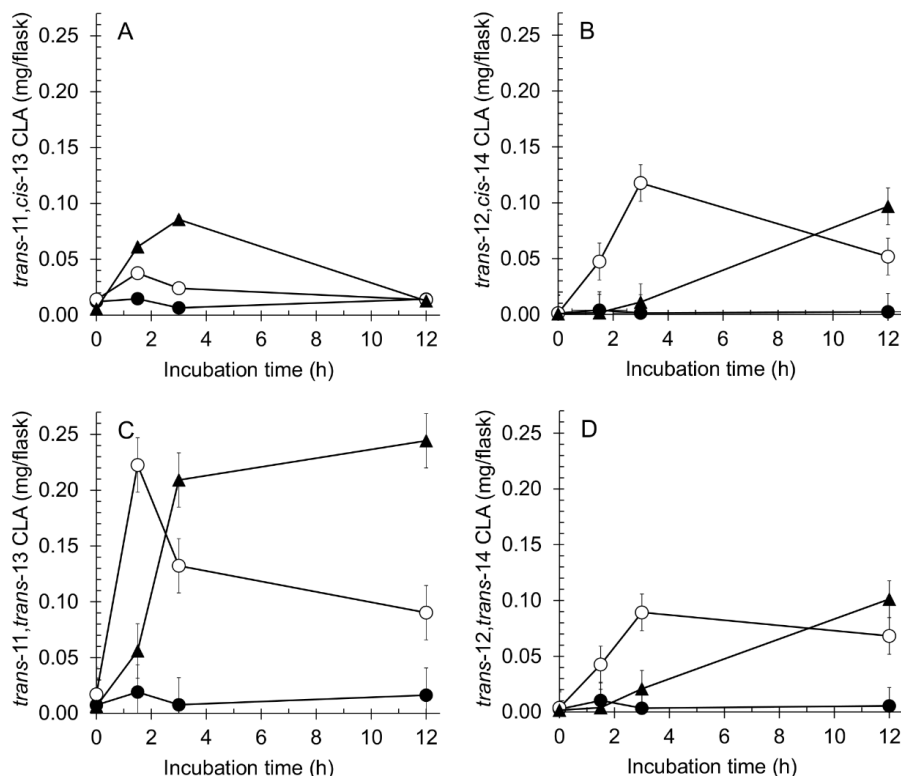 A
trans-11,cis-13 CLA (mg/flask)
0.25
0.20
0.15
0.10
0.05
0.00
0 2 4 6 8 10 12
Incubation time (h)
B
trans-12,cis-14 CLA (mg/flask)
0.25
0.20
0.15
0.10
0.05
0.00
0 2 4 6 8 10 12
Incubation time (h)
C
trans-11,trans-13 CLA (mg/flask)
0.25
0.20
0.15
0.10
0.05
0.00
0 2 4 6 8 10 12
Incubation time (h)
D
trans-12,trans-14 CLA (mg/flask)
0.25
0.20
0.15
0.10
0.05
0.00
0 2 4 6 8 10 12
Incubation time (h)